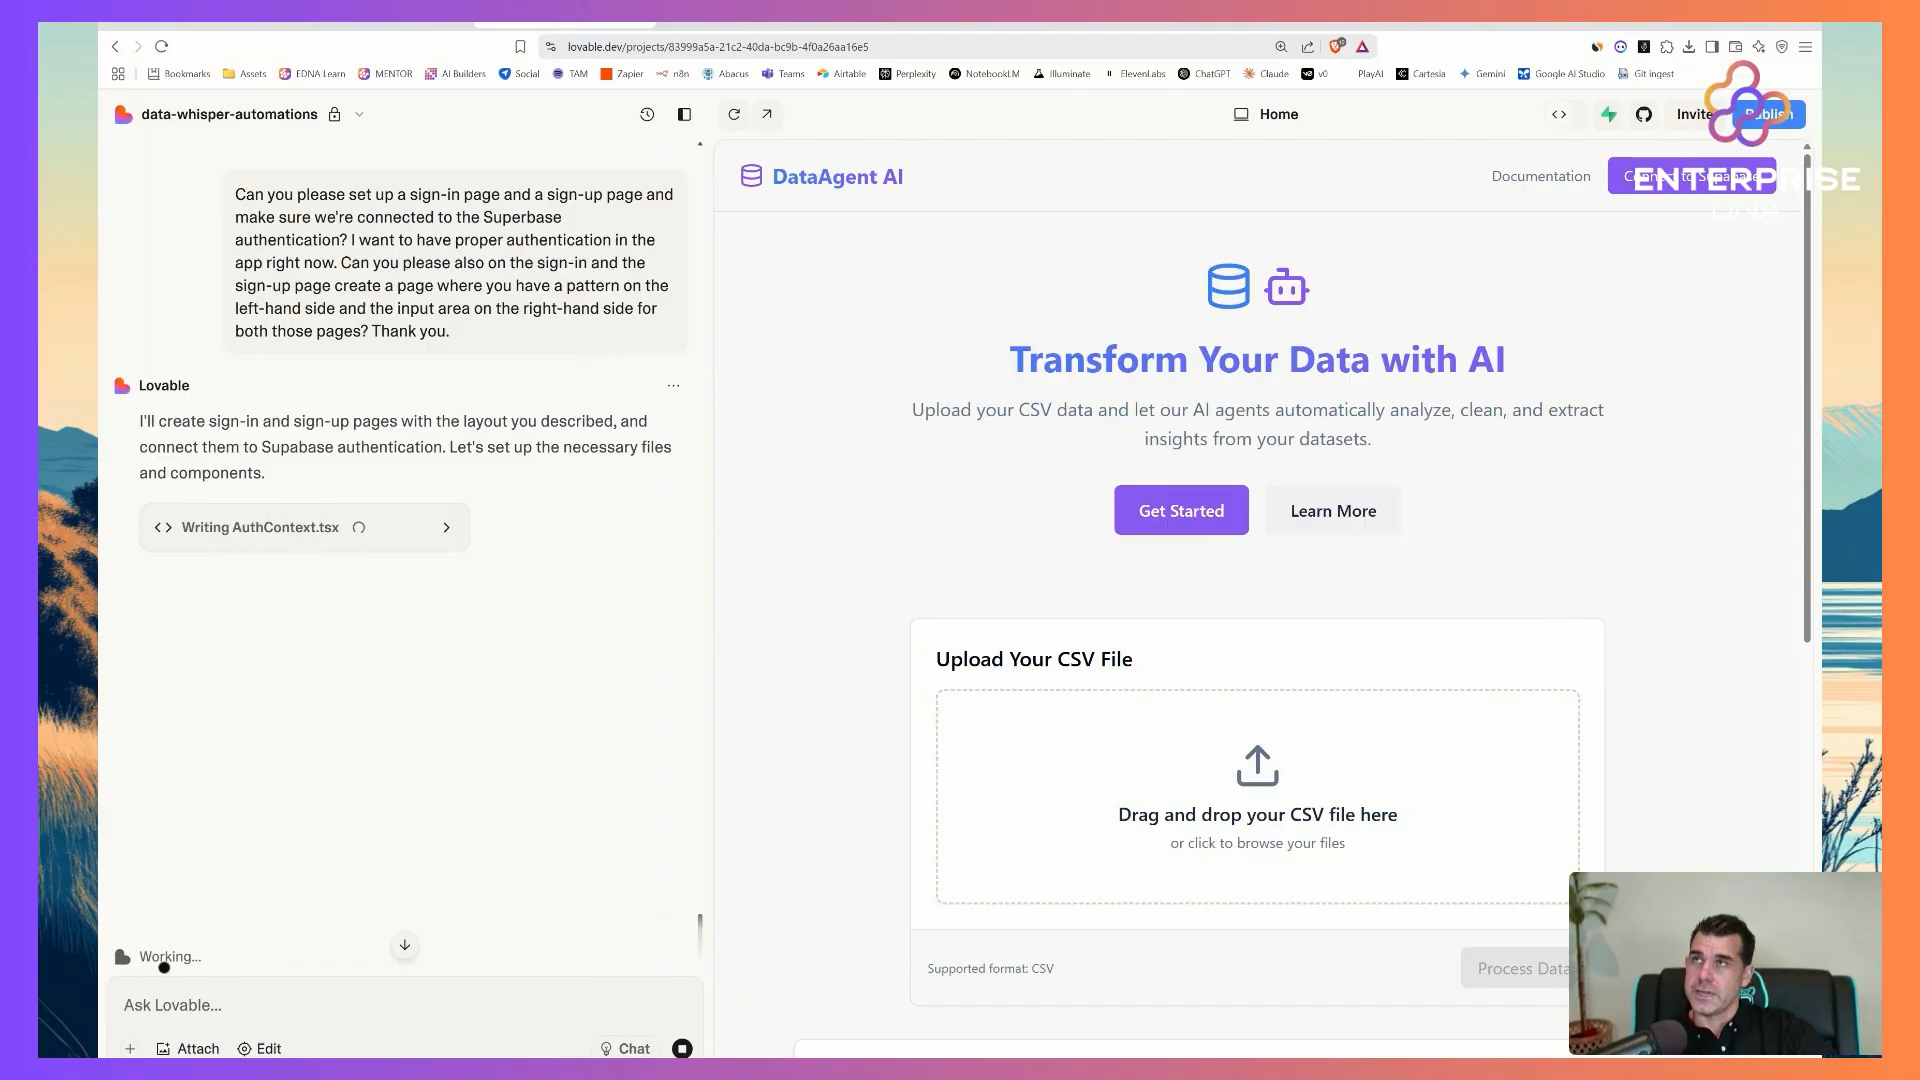 lovable.dev/projects/83999a5a-21c2-40da-bc9b-4f0a26aa16e5
Bookmarks
Assets
EDNA Learn
MENTOR
AI Builders
Social
TAM
Zapier
n8n
Abacus
Teams
Airtable
Perplexity
NotebookLM
Illuminate
ElevenLabs
ChatGPT
Claude
v0
PlayAI
Cartesia
Gemini
Google AI Studio
Git ingest
data-whisper-automations
Home
Invite
Publish
Can you please set up a sign-in page and a sign-up page and
make sure we're connected to the Superbase
authentication? I want to have proper authentication in the
app right now. Can you please also on the sign-in and the
sign-up page create a page where you have a pattern on the
left-hand side and the input area on the right-hand side for
both those pages? Thank you.
Lovable
I'll create sign-in and sign-up pages with the layout you described, and
connect them to Supabase authentication. Let's set up the necessary files
and components.
Writing AuthContext.tsx
Working...
Ask Lovable...
Attach
Edit
Chat
DataAgent AI
Documentation
Connect to Supabase
ENTERPRISE
DNA
Transform Your Data with AI
Upload your CSV data and let our AI agents automatically analyze, clean, and extract
insights from your datasets.
Get Started
Learn More
Upload Your CSV File
Drag and drop your CSV file here
or click to browse your files
Supported format: CSV
Process Data